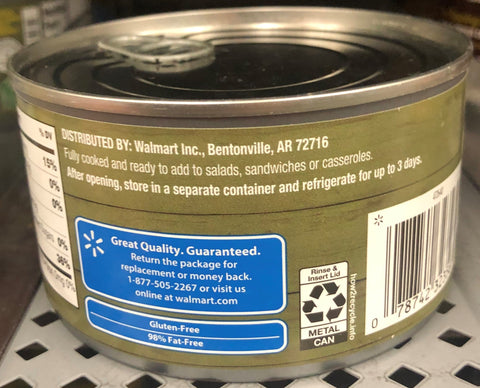 DISTRIBUTED BY: Walmart Inc., Bentonville, AR 72716
Fully cooked and ready to add to salads, sandwiches or casseroles.
After opening, store in a separate container and refrigerate for up to 3 days.
% DV
15%
0%
0%
0%
36%
Great Quality. Guaranteed.
Return the package for
replacement or money back.
1-877-505-2267 or visit us
online at walmart.com
Gluten-Free
98% Fat-Free
Rinse &
Insert Lid
METAL
CAN
how2recycle.info
0 78742